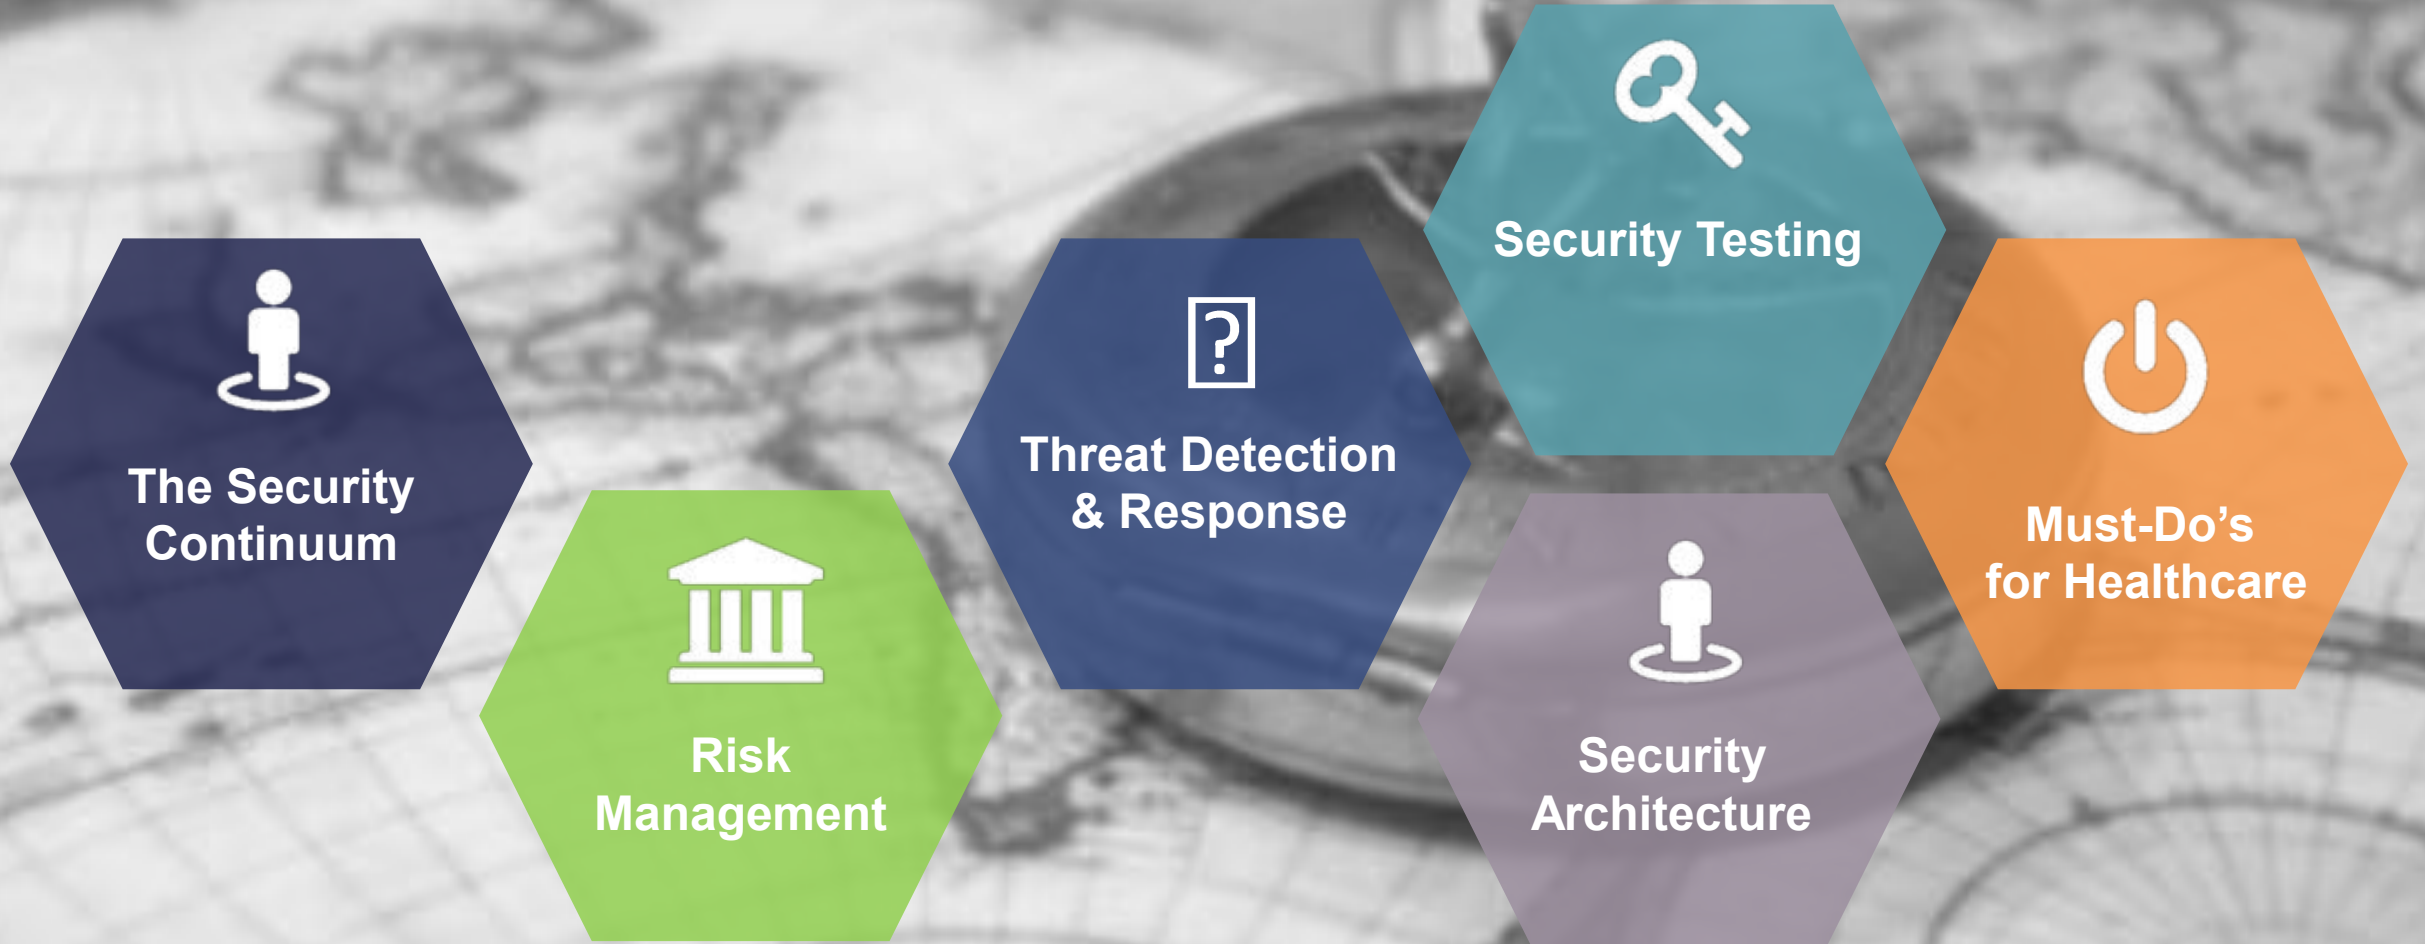 The Security
Continuum
Risk
Management
Threat Detection
& Response
Security Testing
Security
Architecture
Must-Do’s
for Healthcare